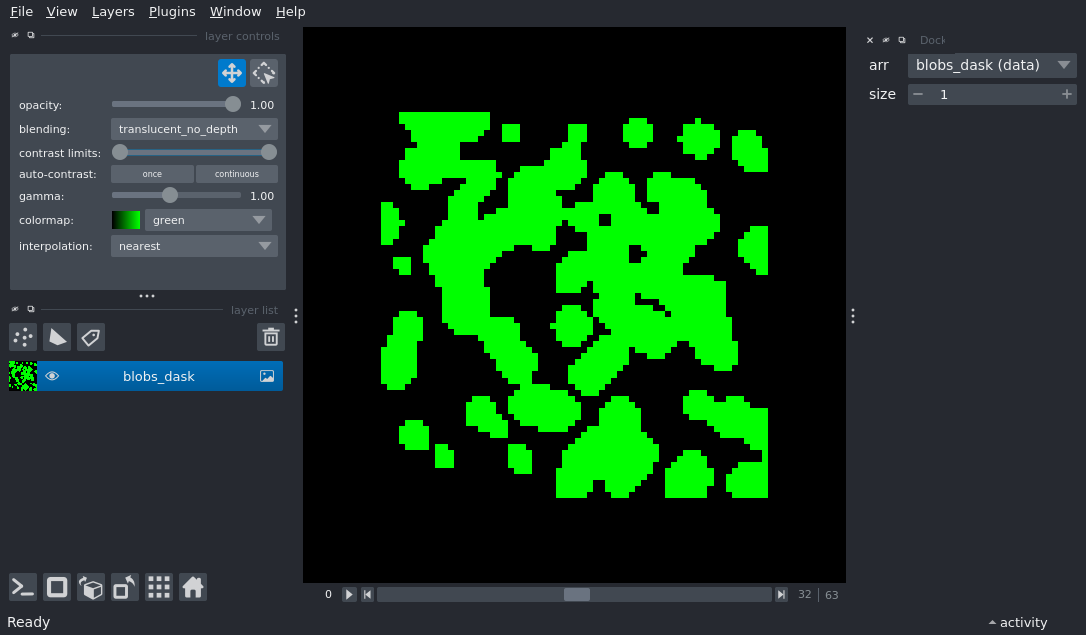 File View Layers Plugins Window Help
layer controls
opacity: 1.00
blending: translucent_no_depth
contrast limits:
auto-contrast: once continuous
gamma: 1.00
colormap: green
interpolation: nearest
layer list
blobs_dask
0 32 63
Dock
arr blobs_dask (data)
size 1
Ready
activity